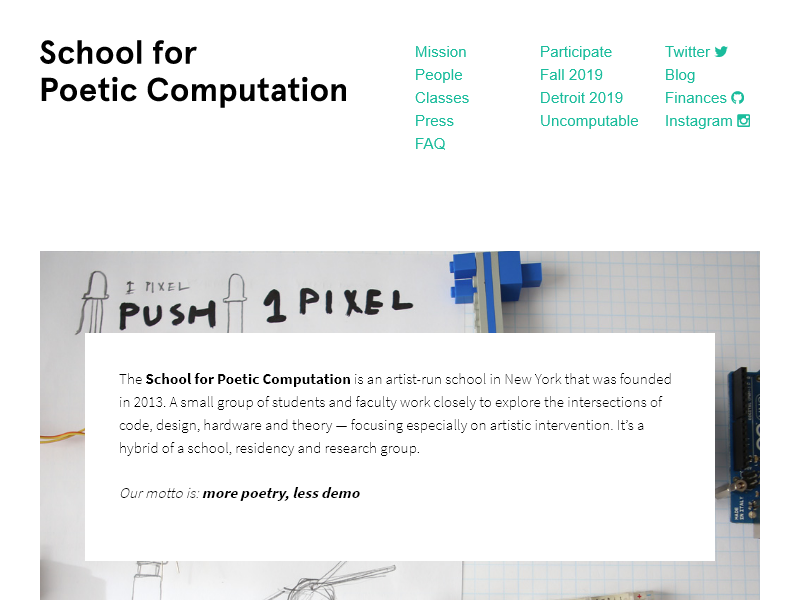 School for
Poetic Computation
Mission
People
Classes
Press
FAQ
Participate
Fall 2019
Detroit 2019
Uncomputable
Twitter
Blog
Finances
Instagram
1 PIXEL
PUSH 1 PIXEL
The School for Poetic Computation is an artist-run school in New York that was founded
in 2013. A small group of students and faculty work closely to explore the intersections of
code, design, hardware and theory — focusing especially on artistic intervention. It's a
hybrid of a school, residency and research group.
Our motto is: more poetry, less demo
MADE
IN ITALY